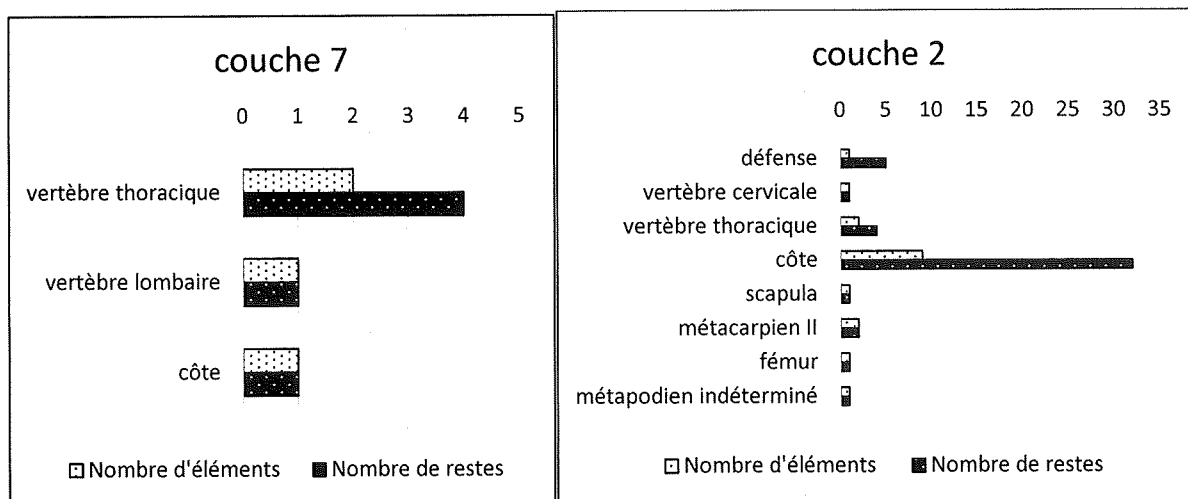 couche 7
0 1 2 3 4 5
vertèbre thoracique
vertèbre lombaire
côte
Nombre d'éléments Nombre de restes
couche 2
0 5 10 15 20 25 30 35
défense
vertèbre cervicale
vertèbre thoracique
côte
scapula
métacarpien II
fémur
métapodien indéterminé
Nombre d'éléments Nombre de restes